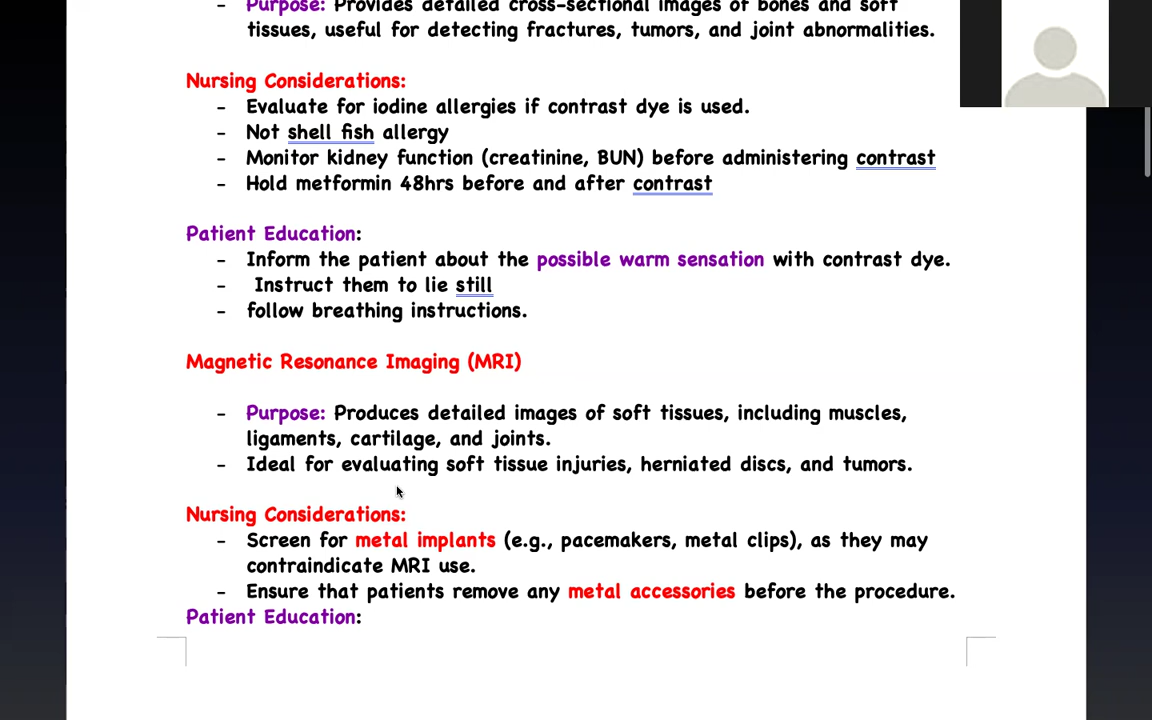 - Purpose: Provides detailed cross-sectional images of bones and soft
tissues, useful for detecting fractures, tumors, and joint abnormalities.
Nursing Considerations:
- Evaluate for iodine allergies if contrast dye is used.
- Not shell fish allergy
- Monitor kidney function (creatinine, BUN) before administering contrast
- Hold metformin 48hrs before and after contrast
Patient Education:
- Inform the patient about the possible warm sensation with contrast dye.
- Instruct them to lie still
- follow breathing instructions.
Magnetic Resonance Imaging (MRI)
- Purpose: Produces detailed images of soft tissues, including muscles,
ligaments, cartilage, and joints.
- Ideal for evaluating soft tissue injuries, herniated discs, and tumors.
Nursing Considerations:
- Screen for metal implants (e.g., pacemakers, metal clips), as they may
contraindicate MRI use.
- Ensure that patients remove any metal accessories before the procedure.
Patient Education: